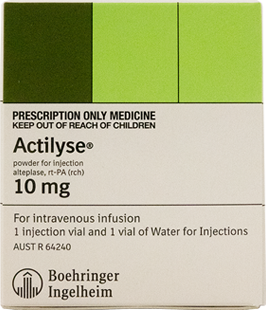 PRESCRIPTION ONLY MEDICINE
KEEP OUT OF REACH OF CHILDREN
Actilyse®
powder for injection
alteplase, rt-PA (rch)
10 mg
For intravenous infusion
1 injection vial and 1 vial of Water for Injections
AUST R 64240
Boehringer
Ingelheim